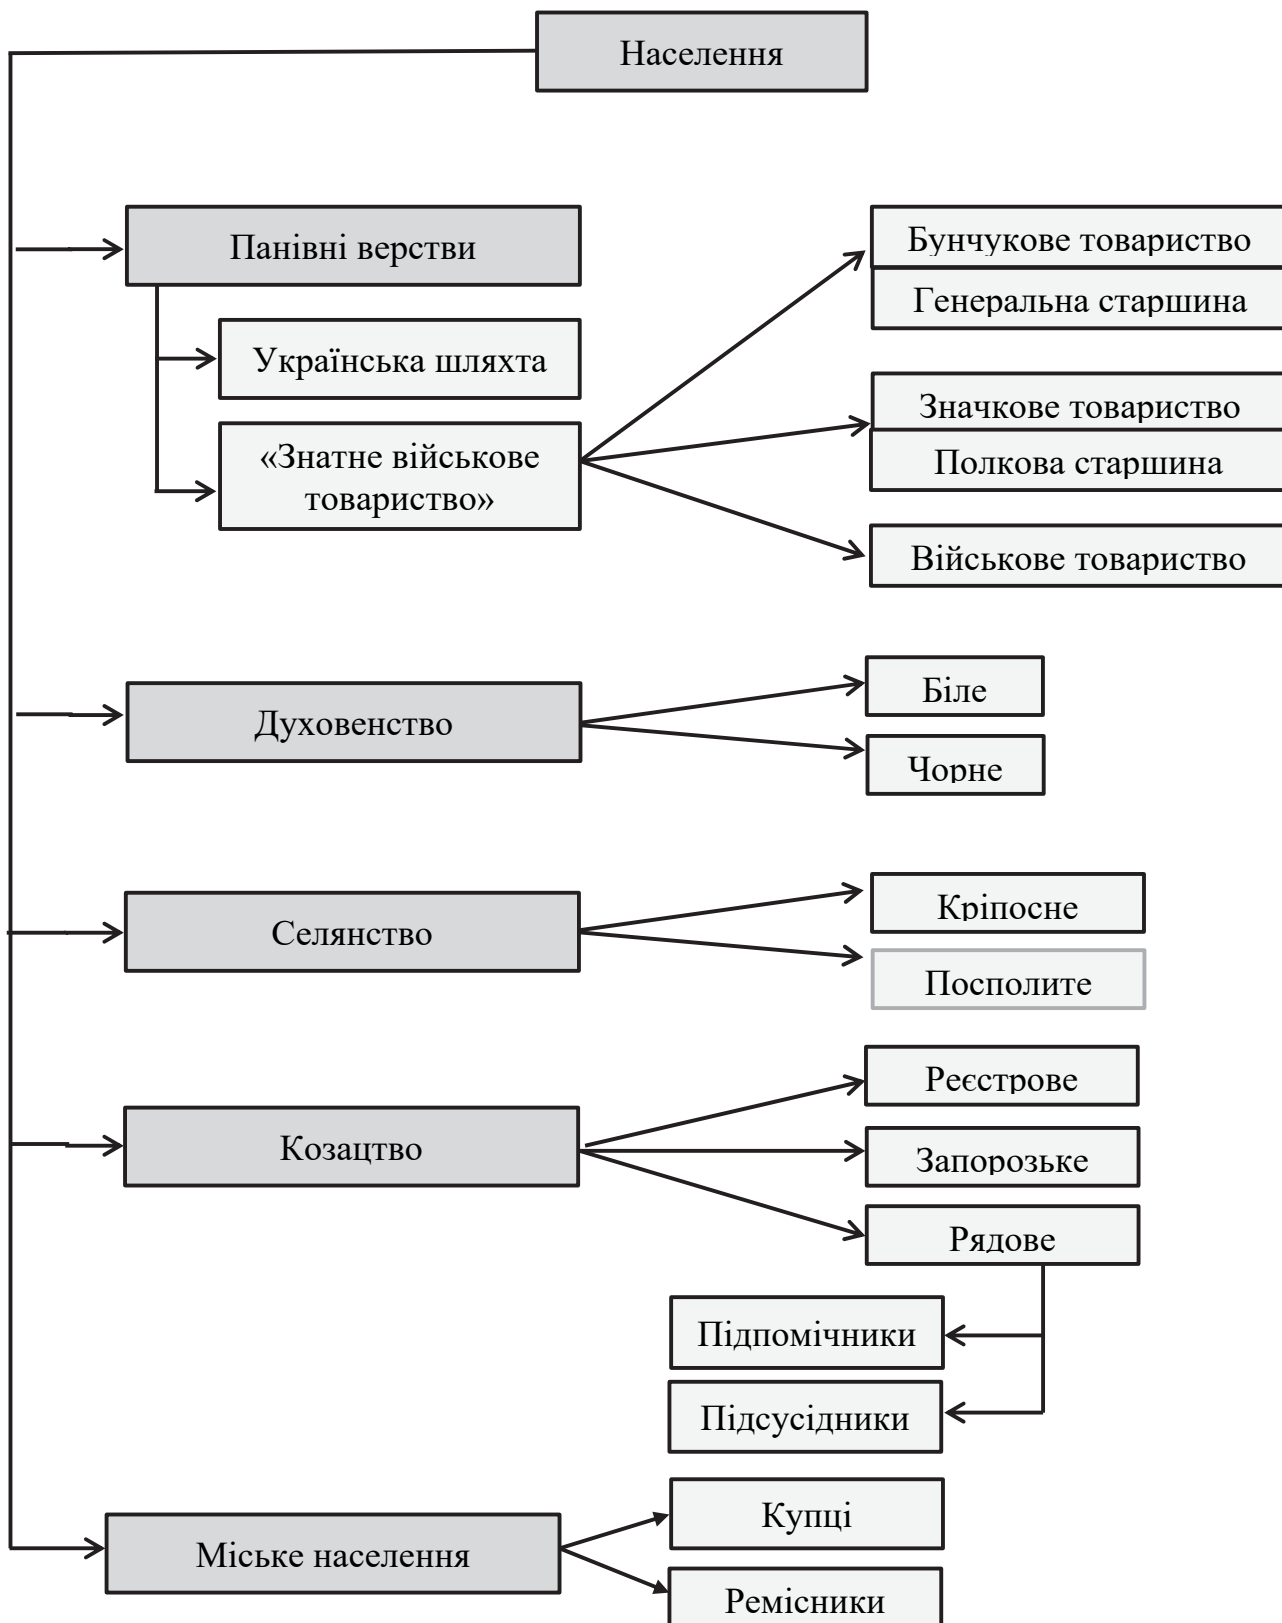 Населення
Панівні верстви
Українська шляхта
«Знатне військове
товариство»
Бунчукове товариство
Генеральна старшина
Значкове товариство
Полкова старшина
Військове товариство
Духовенство
Біле
Чорне
Селянство
Кріпосне
Посполите
Козацтво
Реєстрове
Запорозьке
Рядове
Підпомічники
Підсусідники
Міське населення
Купці
Ремісники